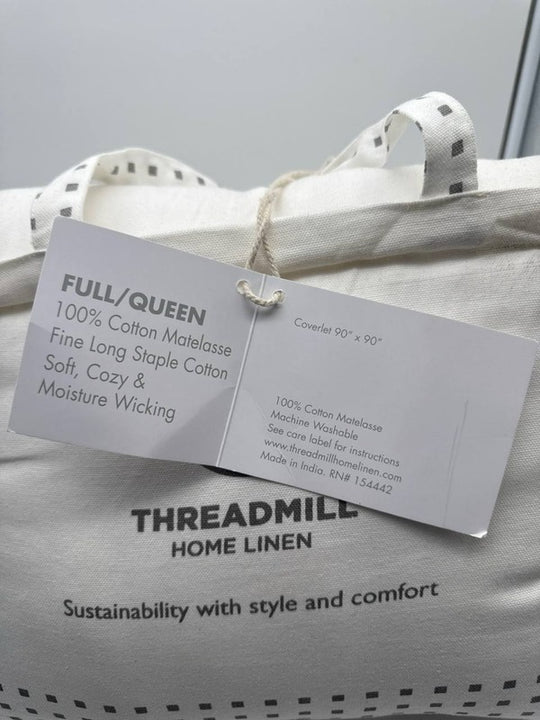 FULL/QUEEN
100% Cotton Matelasse
Fine Long Staple Cotton
Soft, Cozy &
Moisture Wicking
Coverlet 90" x 90"
100% Cotton Matelasse
Machine Washable
See care label for instructions
www.threadmillhomelinen.com
Made in India. RN# 154442
THREADMILL
HOME LINEN
Sustainability with style and comfort